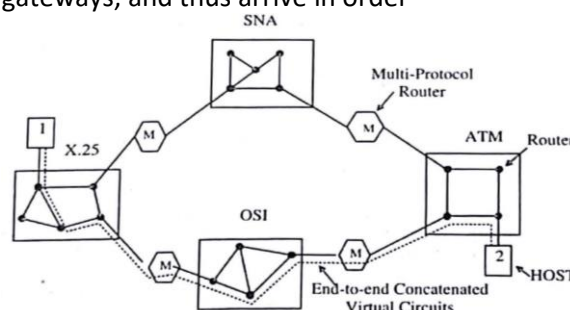 gateways, and thus arrive in order
SNA
Multi-Protocol
Router
M
M
ATM
Router
1
X.25
OSI
M
M
2
HOST
End-to-end Concatenated
Virtual Circuits